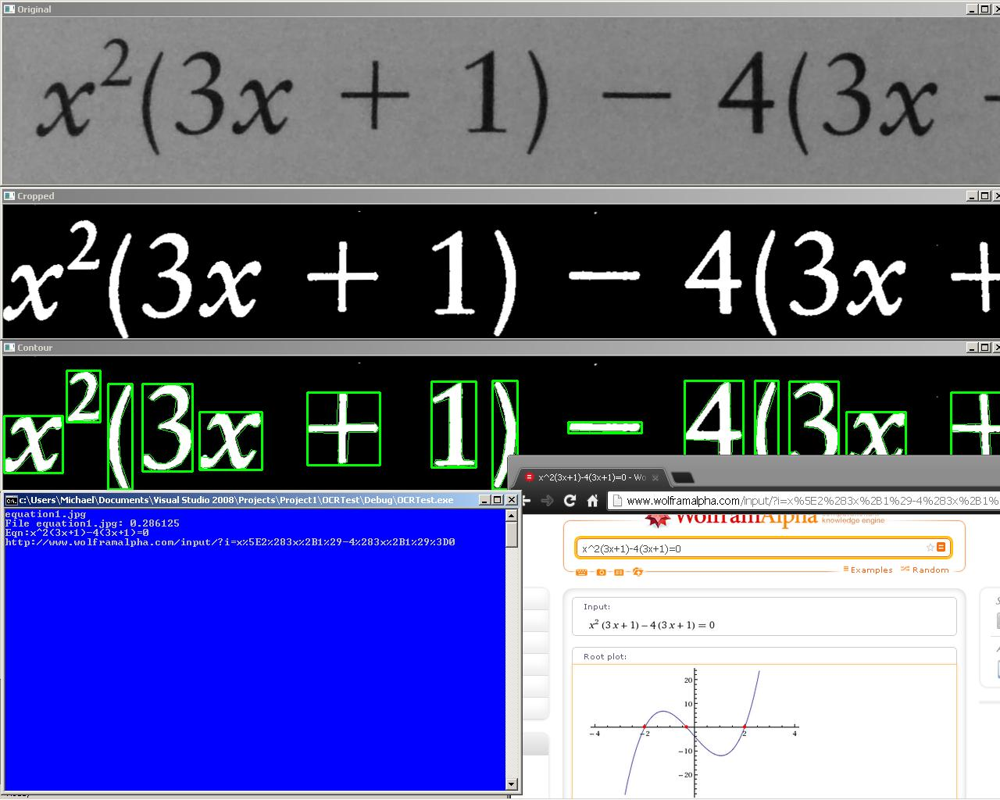 Original
x²(3x + 1) − 4(3x
Cropped
x²(3x + 1) − 4(3x +
Contour
x²(3x + 1) − 4(3x +
c:\Users\Michael\Documents\Visual Studio 2008\Projects\Project1\OCRTest\Debug\OCRTest.exe
equation1.jpg
File equation1.jpg: 0.286125
Eqn:x^2(3x+1)-4(3x+1)=0
http://www.wolframalpha.com/input/?i=x%5E2%283x%2B1%29-4%283x%2B1%29%3D0
x^2(3x+1)-4(3x+1)=0 - Wo
www.wolframalpha.com/input/?i=x%5E2%283x%2B1%29-4%283x%2B1%
WolframAlpha
knowledge engine
x^2(3x+1)-4(3x+1)=0
Examples Random
Input:
x² (3 x + 1) − 4 (3 x + 1) = 0
Root plot:
20
10
−4 −2 2 4
−10
−20